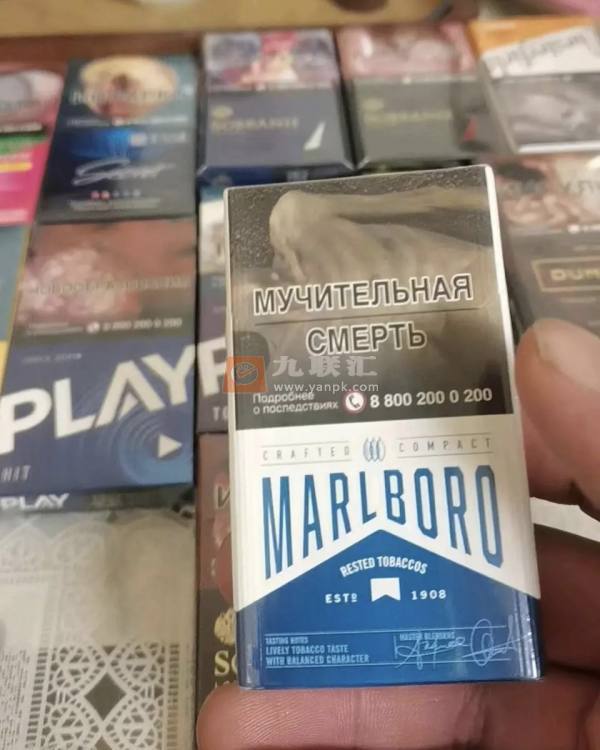 SOBRANIE
SOBRANIE
8 800 200 0 200
PLAY
PLAY
МУЧИТЕЛЬНАЯ
СМЕРТЬ
九联汇
www.yanpk.com
Подробнее
о последствиях 8 800 200 0 200
CRAFTED COMPACT
MARLBORO
RESTED TOBACCOS
ESTD 1908
TASTING NOTES
LIVELY TOBACCO TASTE
WITH BALANCED CHARACTER
MASTER BLENDERS